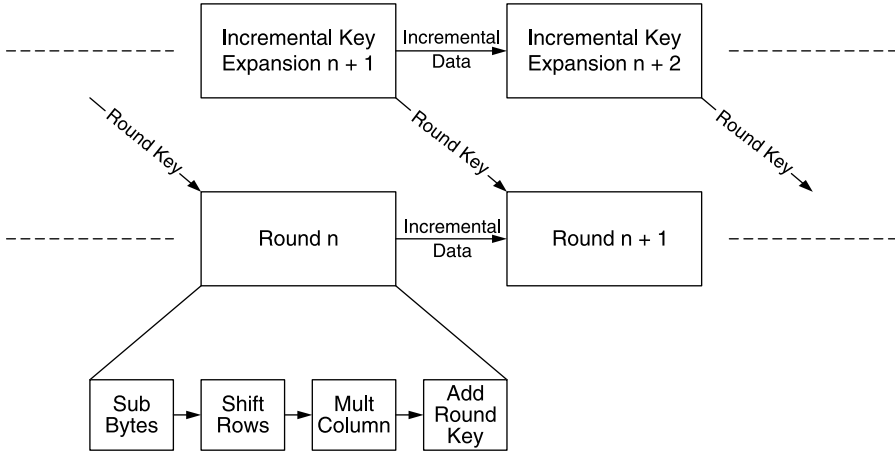 Incremental Key
Expansion n + 1
Incremental
Data
Incremental Key
Expansion n + 2
Round Key
Round Key
Round Key
Round n
Incremental
Data
Round n + 1
Sub
Bytes
Shift
Rows
Mult
Column
Add
Round
Key